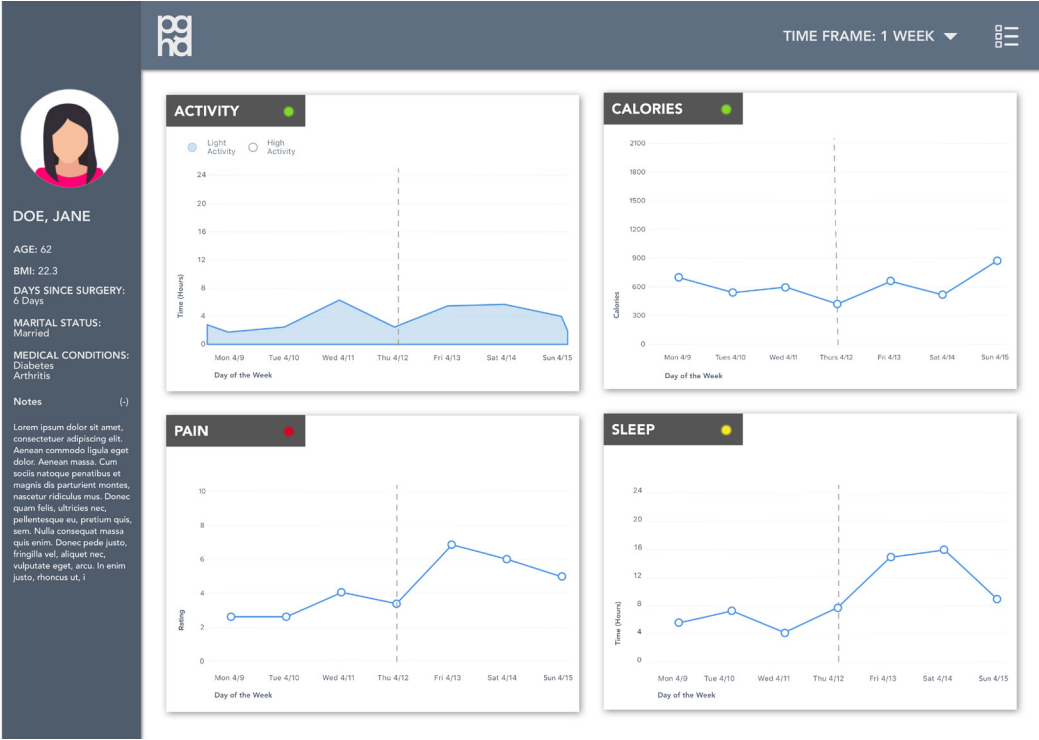 pg
hd
TIME FRAME: 1 WEEK
DOE, JANE
AGE: 62
BMI: 22.3
DAYS SINCE SURGERY:
6 Days
MARITAL STATUS:
Married
MEDICAL CONDITIONS:
Diabetes
Arthritis
Notes (-)
Lorem ipsum dolor sit amet,
consectetuer adipiscing elit.
Aenean commodo ligula eget
dolor. Aenean massa. Cum
sociis natoque penatibus et
magnis dis parturient montes,
nascetur ridiculus mus. Donec
quam felis, ultricies nec,
pellentesque eu, pretium quis,
sem. Nulla consequat massa
quis enim. Donec pede justo,
fringilla vel, aliquet nec,
vulputate eget, arcu. In enim
justo, rhoncus ut, i
ACTIVITY
Light
Activity
High
Activity
24
20
16
12
8
4
0
Time (Hours)
Mon 4/9 Tue 4/10 Wed 4/11 Thu 4/12 Fri 4/13 Sat 4/14 Sun 4/15
Day of the Week
CALORIES
2100
1800
1500
1200
900
600
300
0
Calories
Mon 4/9 Tues 4/10 Wed 4/11 Thurs 4/12 Fri 4/13 Sat 4/14 Sun 4/15
Day of the Week
PAIN
10
8
6
4
2
0
Rating
Mon 4/9 Tue 4/10 Wed 4/11 Thu 4/12 Fri 4/13 Sat 4/14 Sun 4/15
Day of the Week
SLEEP
24
20
16
12
8
4
0
Time (Hours)
Mon 4/9 Tue 4/10 Wed 4/11 Thu 4/12 Fri 4/13 Sat 4/14 Sun 4/15
Day of the Week